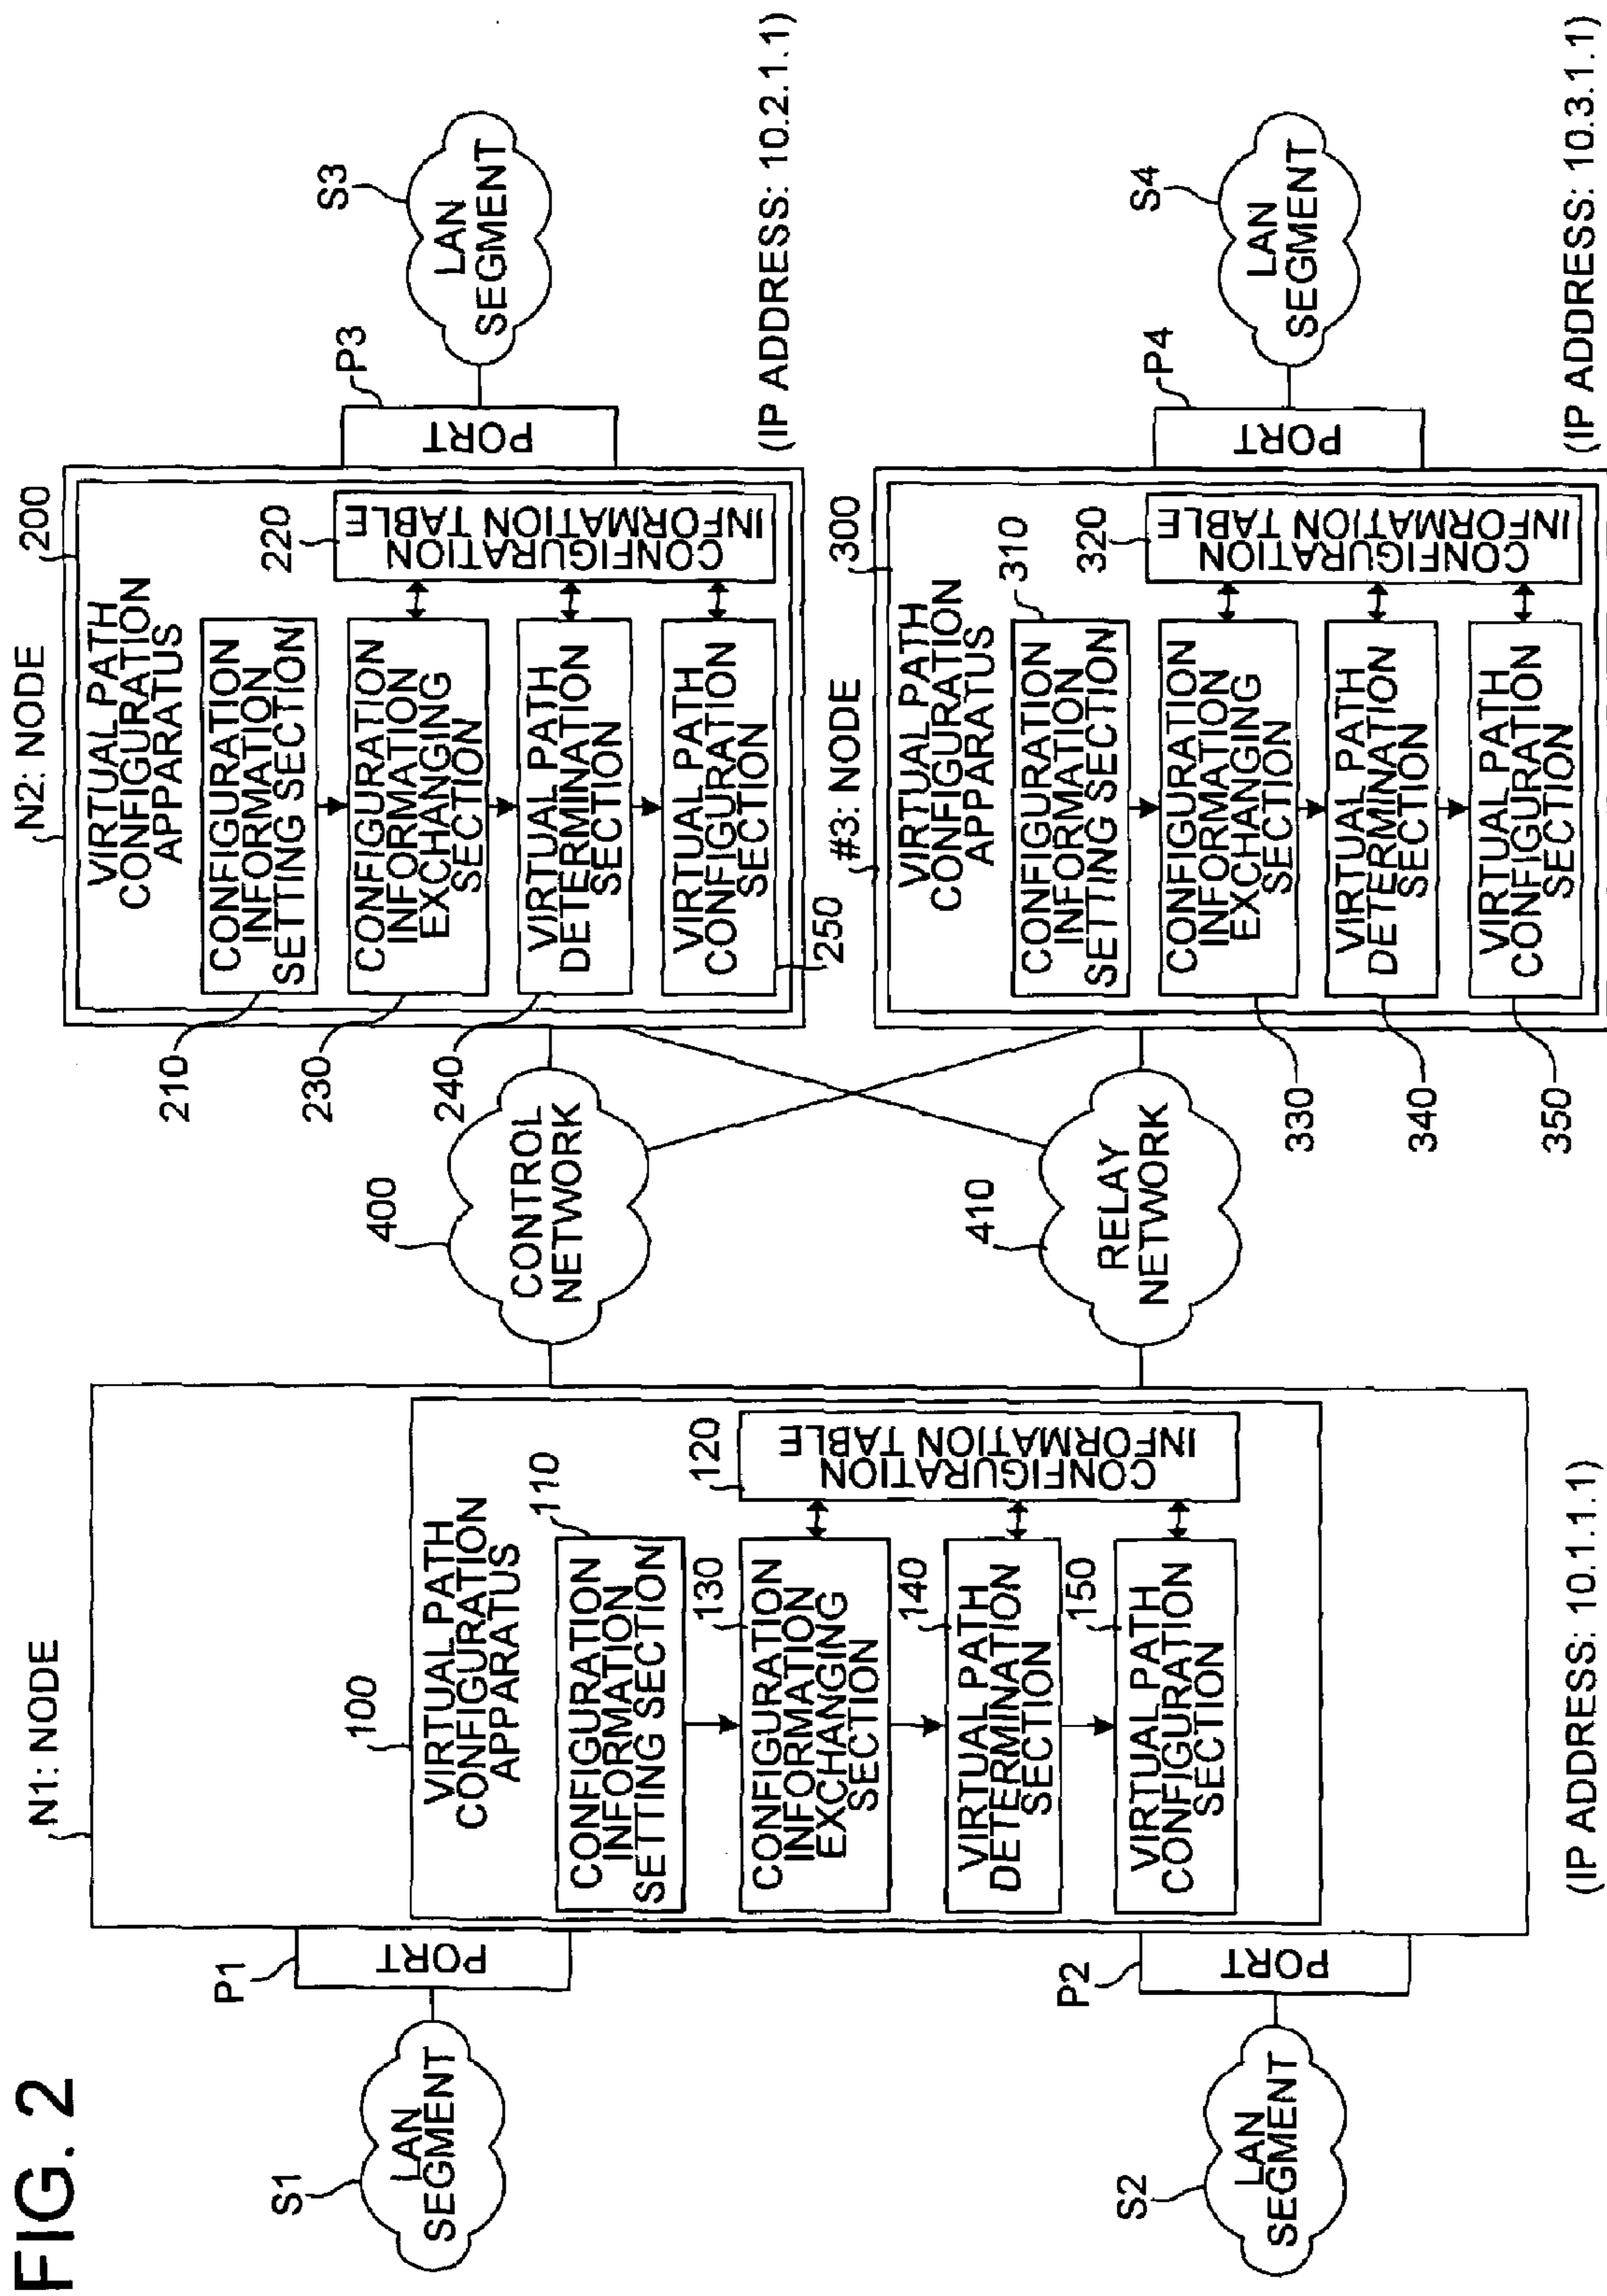 FIG. 2
N1: NODE
100
VIRTUAL PATH
CONFIGURATION
APPARATUS
110
CONFIGURATION
INFORMATION
SETTING SECTION
120
CONFIGURATION
INFORMATION TABLE
130
CONFIGURATION
INFORMATION
EXCHANGING
SECTION
140
VIRTUAL PATH
DETERMINATION
SECTION
150
VIRTUAL PATH
CONFIGURATION
SECTION
P1
PORT
S1
LAN
SEGMENT
P2
PORT
S2
LAN
SEGMENT
(IP ADDRESS: 10.1.1.1)
400
CONTROL
NETWORK
410
RELAY
NETWORK
N2: NODE
200
VIRTUAL PATH
CONFIGURATION
APPARATUS
210
CONFIGURATION
INFORMATION
SETTING SECTION
220
CONFIGURATION
INFORMATION TABLE
230
CONFIGURATION
INFORMATION
EXCHANGING
SECTION
240
VIRTUAL PATH
DETERMINATION
SECTION
250
VIRTUAL PATH
CONFIGURATION
SECTION
P3
PORT
S3
LAN
SEGMENT
(IP ADDRESS: 10.2.1.1)
#3: NODE
300
VIRTUAL PATH
CONFIGURATION
APPARATUS
310
CONFIGURATION
INFORMATION
SETTING SECTION
320
CONFIGURATION
INFORMATION TABLE
330
CONFIGURATION
INFORMATION
EXCHANGING
SECTION
340
VIRTUAL PATH
DETERMINATION
SECTION
350
VIRTUAL PATH
CONFIGURATION
SECTION
P4
PORT
S4
LAN
SEGMENT
(IP ADDRESS: 10.3.1.1)